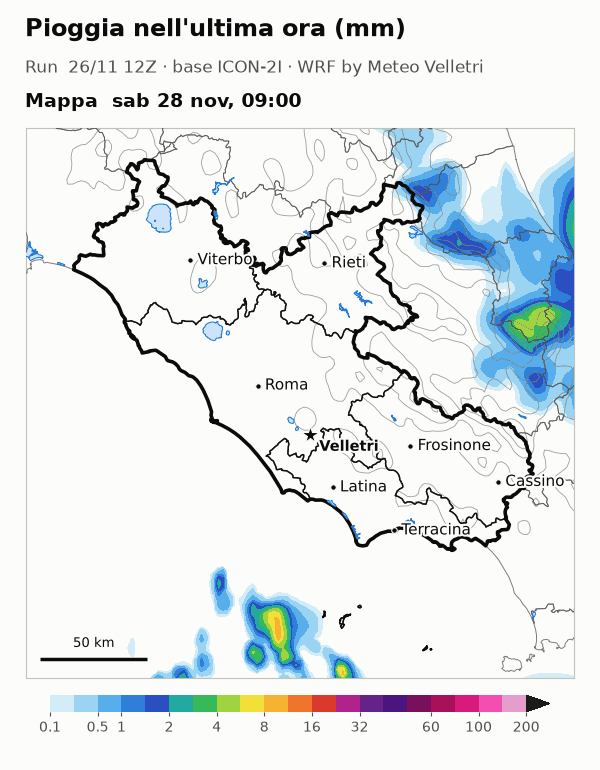 Pioggia nell'ultima ora (mm)
Run  26/11 12Z · base ICON-2I · WRF by Meteo Velletri
Mappa  sab 28 nov, 09:00
Viterbo
Rieti
Roma
Velletri
Frosinone
Latina
Cassino
Terracina
50 km
0.1 0.5 1 2 4 8 16 32 60 100 200